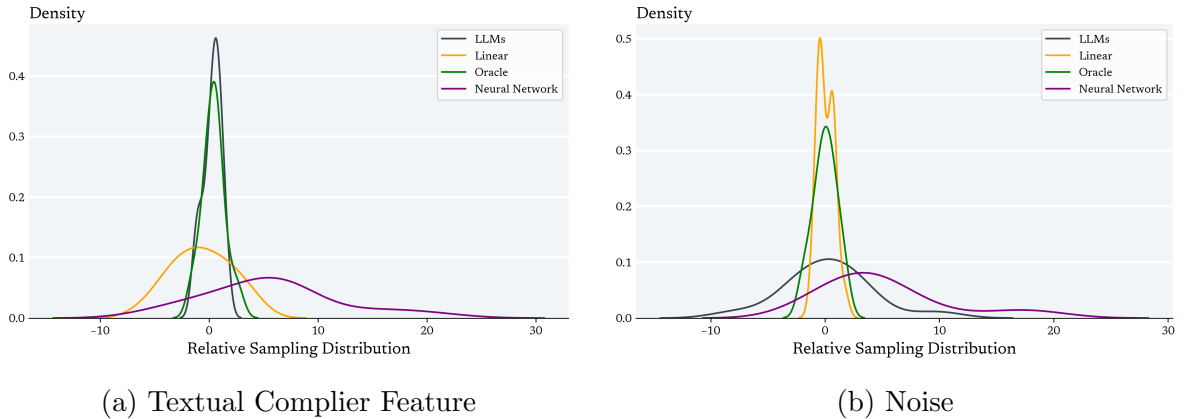 Density
LLMs
Linear
Oracle
Neural Network
0.4
0.3
0.2
0.1
0.0
-10 0 10 20 30
Relative Sampling Distribution
(a) Textual Complier Feature
Density
LLMs
Linear
Oracle
Neural Network
0.5
0.4
0.3
0.2
0.1
0.0
-10 0 10 20 30
Relative Sampling Distribution
(b) Noise